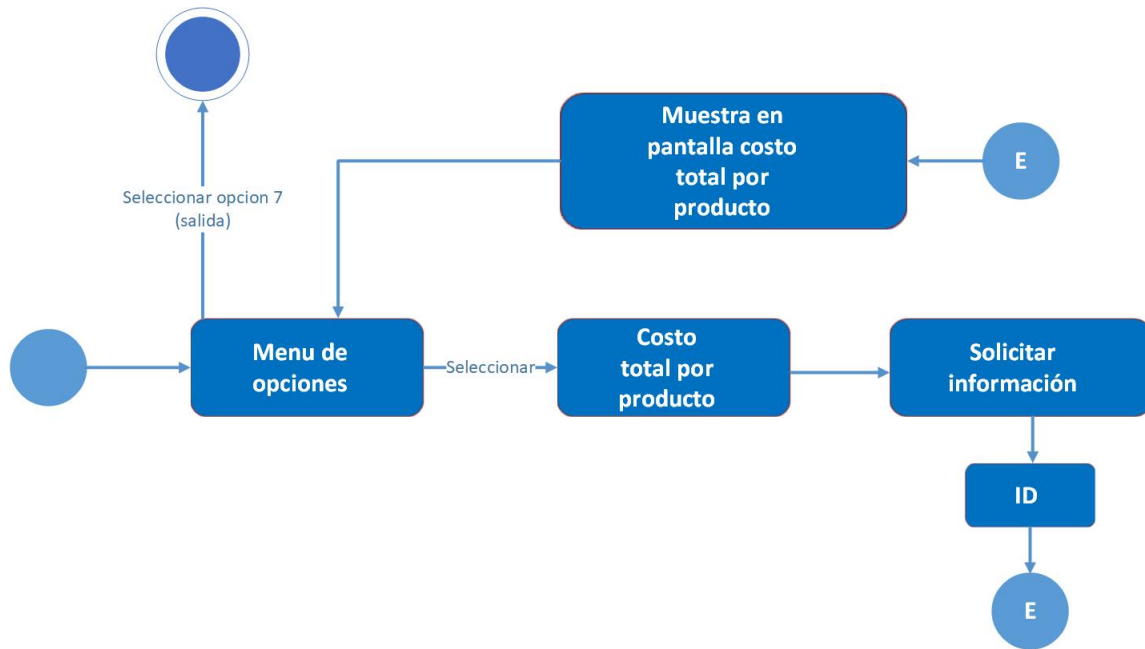 Muestra en
pantalla costo
total por
producto
E
Seleccionar opcion 7
(salida)
Menu de
opciones
Seleccionar
Costo
total por
producto
Solicitar
información
ID
E